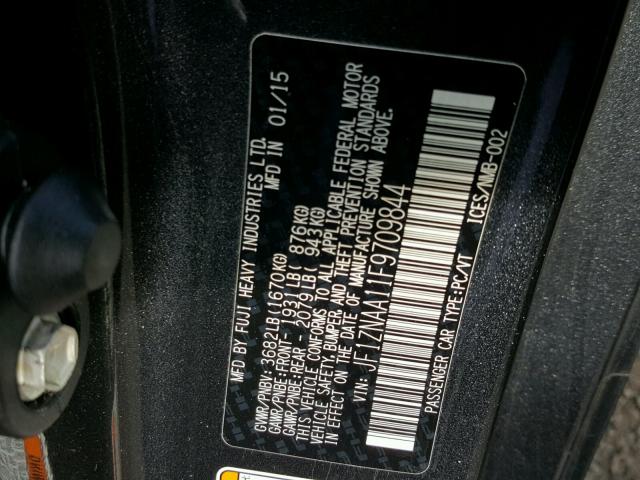 MFD BY FUJI HEAVY INDUSTRIES LTD.
MFD IN 01/15
GVWR/PNBV: 3682LB(1670KG)
GAWR/PNBE:FRONT- 1931LB( 876KG)
GAWR/PNBE:REAR - 2079LB( 943KG)
THIS VEHICLE CONFORMS TO ALL APPLICABLE FEDERAL MOTOR
VEHICLE SAFETY, BUMPER AND THEFT PREVENTION STANDARDS
IN EFFECT ON THE DATE OF MANUFACTURE SHOWN ABOVE.
VIN: JF1ZNAA11F9709844
PASSENGER CAR TYPE:PC/VT ICES/NMB-002